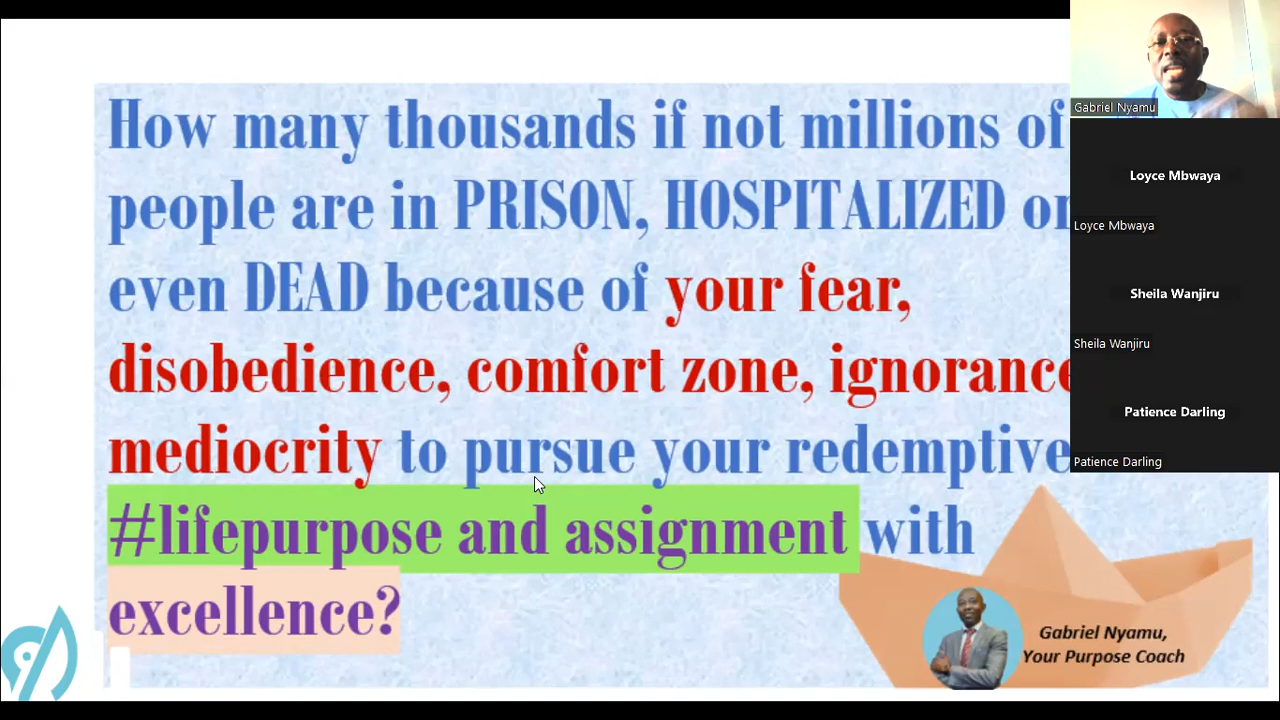 How many thousands if not millions of
people are in PRISON, HOSPITALIZED or
even DEAD because of your fear,
disobedience, comfort zone, ignorance
mediocrity to pursue your redemptive
#lifepurpose and assignment with
excellence?
Gabriel Nyamu,
Your Purpose Coach
Gabriel Nyamu
Loyce Mbwaya
Loyce Mbwaya
Sheila Wanjiru
Sheila Wanjiru
Patience Darling
Patience Darling